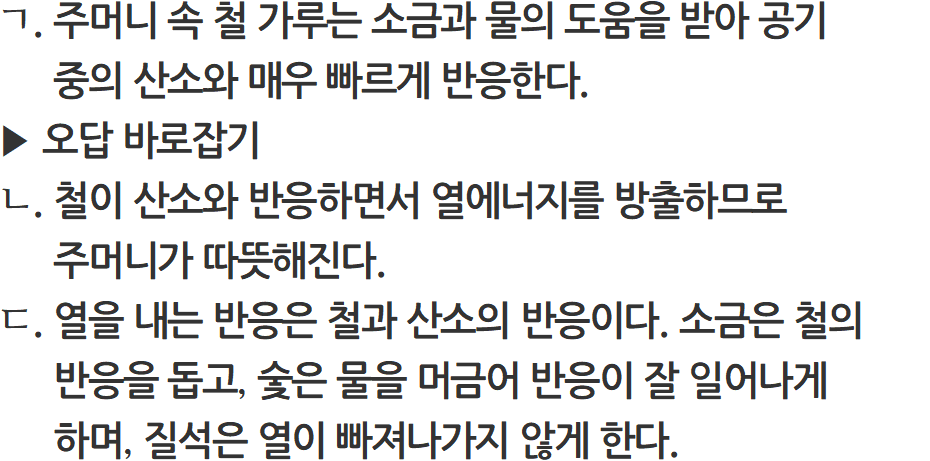 ㄱ. 주머니 속 철 가루는 소금과 물의 도움을 받아 공기
중의 산소와 매우 빠르게 반응한다.
▶ 오답 바로잡기
ㄴ. 철이 산소와 반응하면서 열에너지를 방출하므로
주머니가 따뜻해진다.
ㄷ. 열을 내는 반응은 철과 산소의 반응이다. 소금은 철의
반응을 돕고, 숯은 물을 머금어 반응이 잘 일어나게
하며, 질석은 열이 빠져나가지 않게 한다.